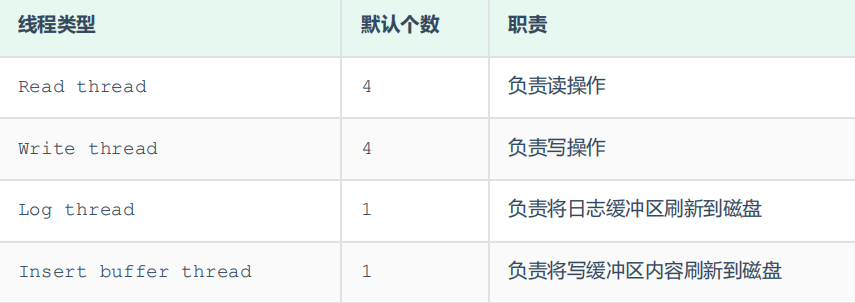 线程类型 默认个数 职责
Read thread 4 负责读操作
Write thread 4 负责写操作
Log thread 1 负责将日志缓冲区刷新到磁盘
Insert buffer thread 1 负责将写缓冲区内容刷新到磁盘